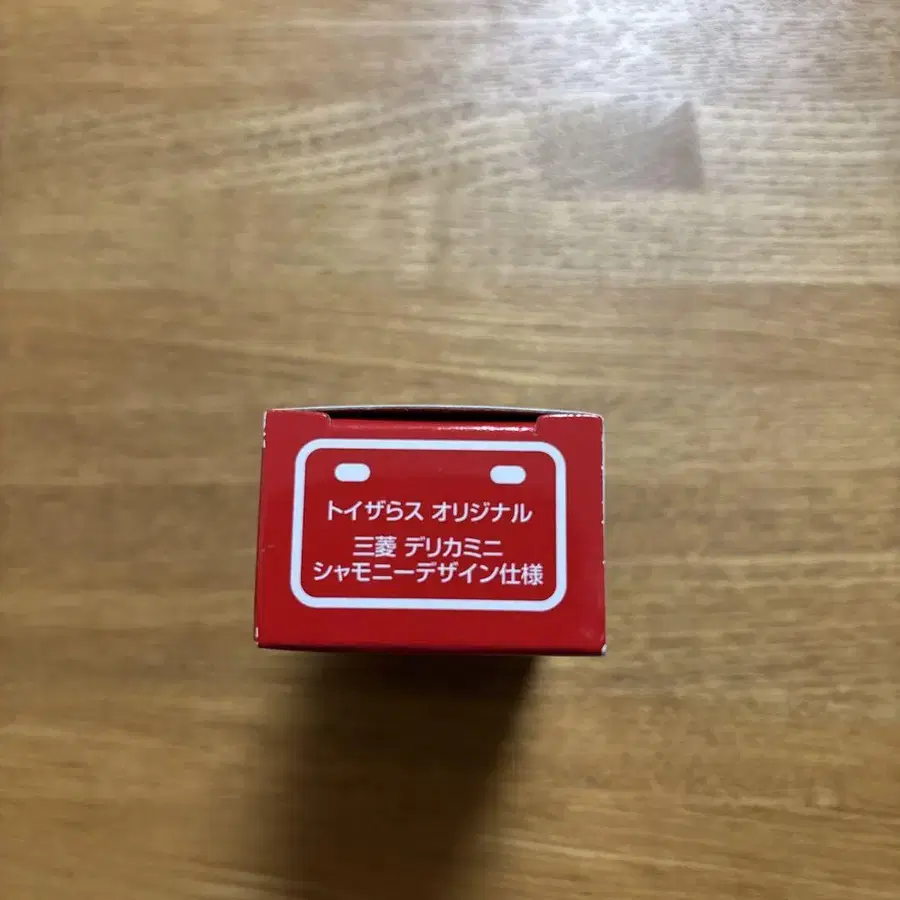 トイザらス オリジナル
三菱 デリカミニ
シャモニーデザイン仕様